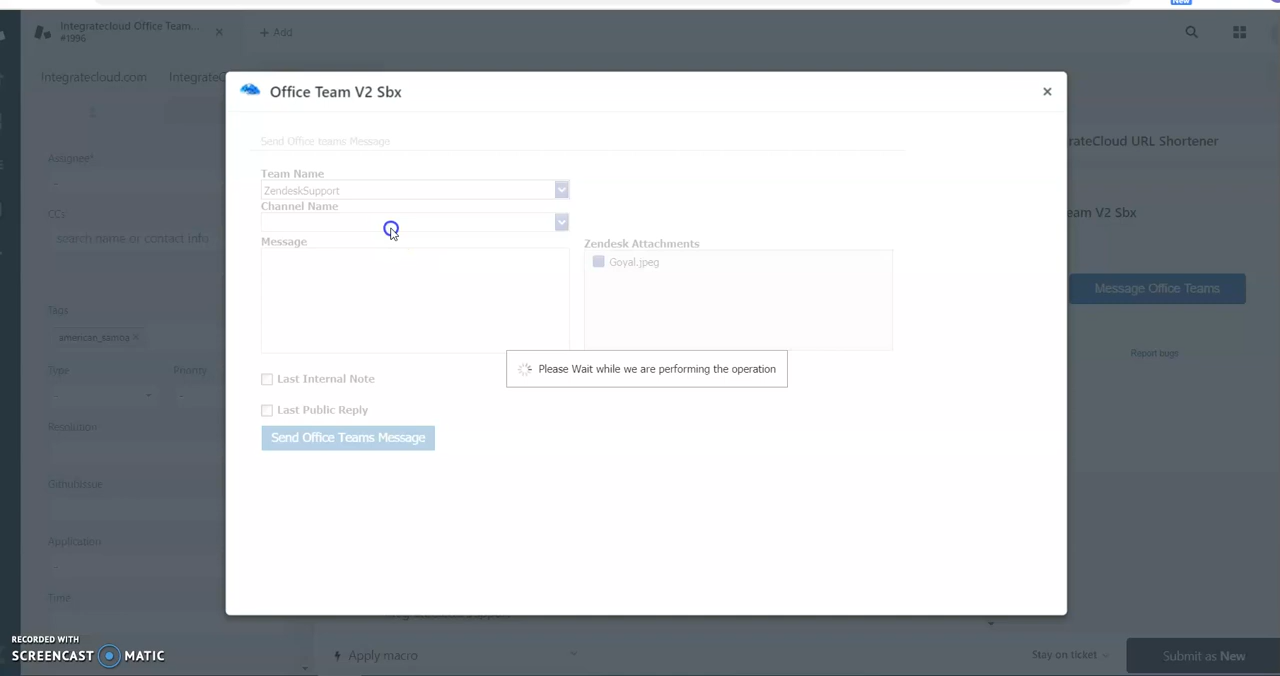 New
Integratecloud Office Team...
#1996
+ Add
Integratecloud.com
Office Team V2 Sbx
Send Office teams Message
Team Name
ZendeskSupport
Channel Name
Message
Zendesk Attachments
Goyal.jpeg
Please Wait while we are performing the operation
Last Internal Note
Last Public Reply
Send Office Teams Message
Assignee*
CCs
search name or contact info
Tags
american_samba
Type
Priority
Resolution
GithubIssue
Application
Time
rateCloud URL Shortener
eam V2 Sbx
Message Office Teams
Report bugs
Apply macro
Stay on ticket
Submit as New
RECORDED WITH
SCREENCAST MATIC